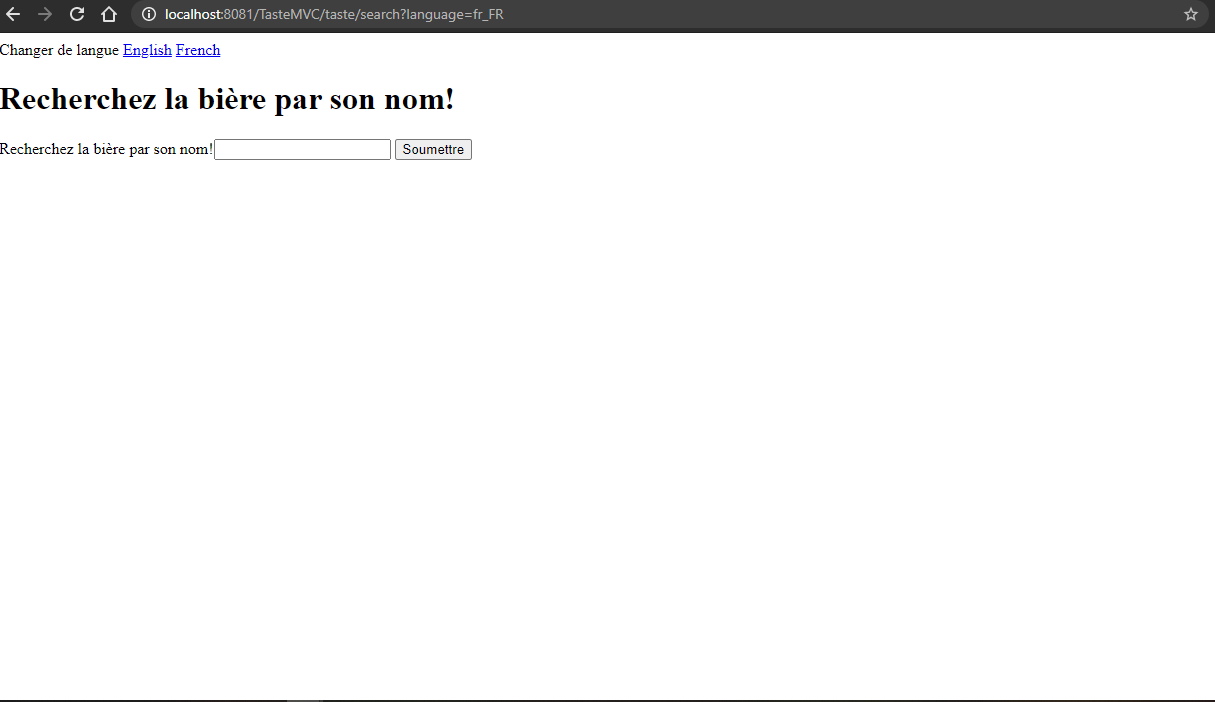 localhost:8081/TasteMVC/taste/search?language=fr_FR
Changer de langue English French
Recherchez la bière par son nom!
Recherchez la bière par son nom! Soumettre